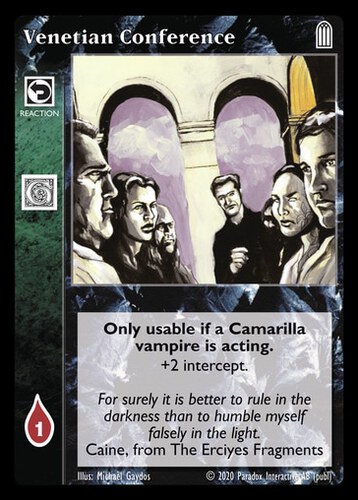 Venetian Conference
REACTION
Only usable if a Camarilla
vampire is acting.
+2 intercept.
For surely it is better to rule in the
darkness than to humble myself
falsely in the light.
Caine, from The Erciyes Fragments
1
Illus: Michael Gaydos © 2020 Paradox Interactive AB (publ)